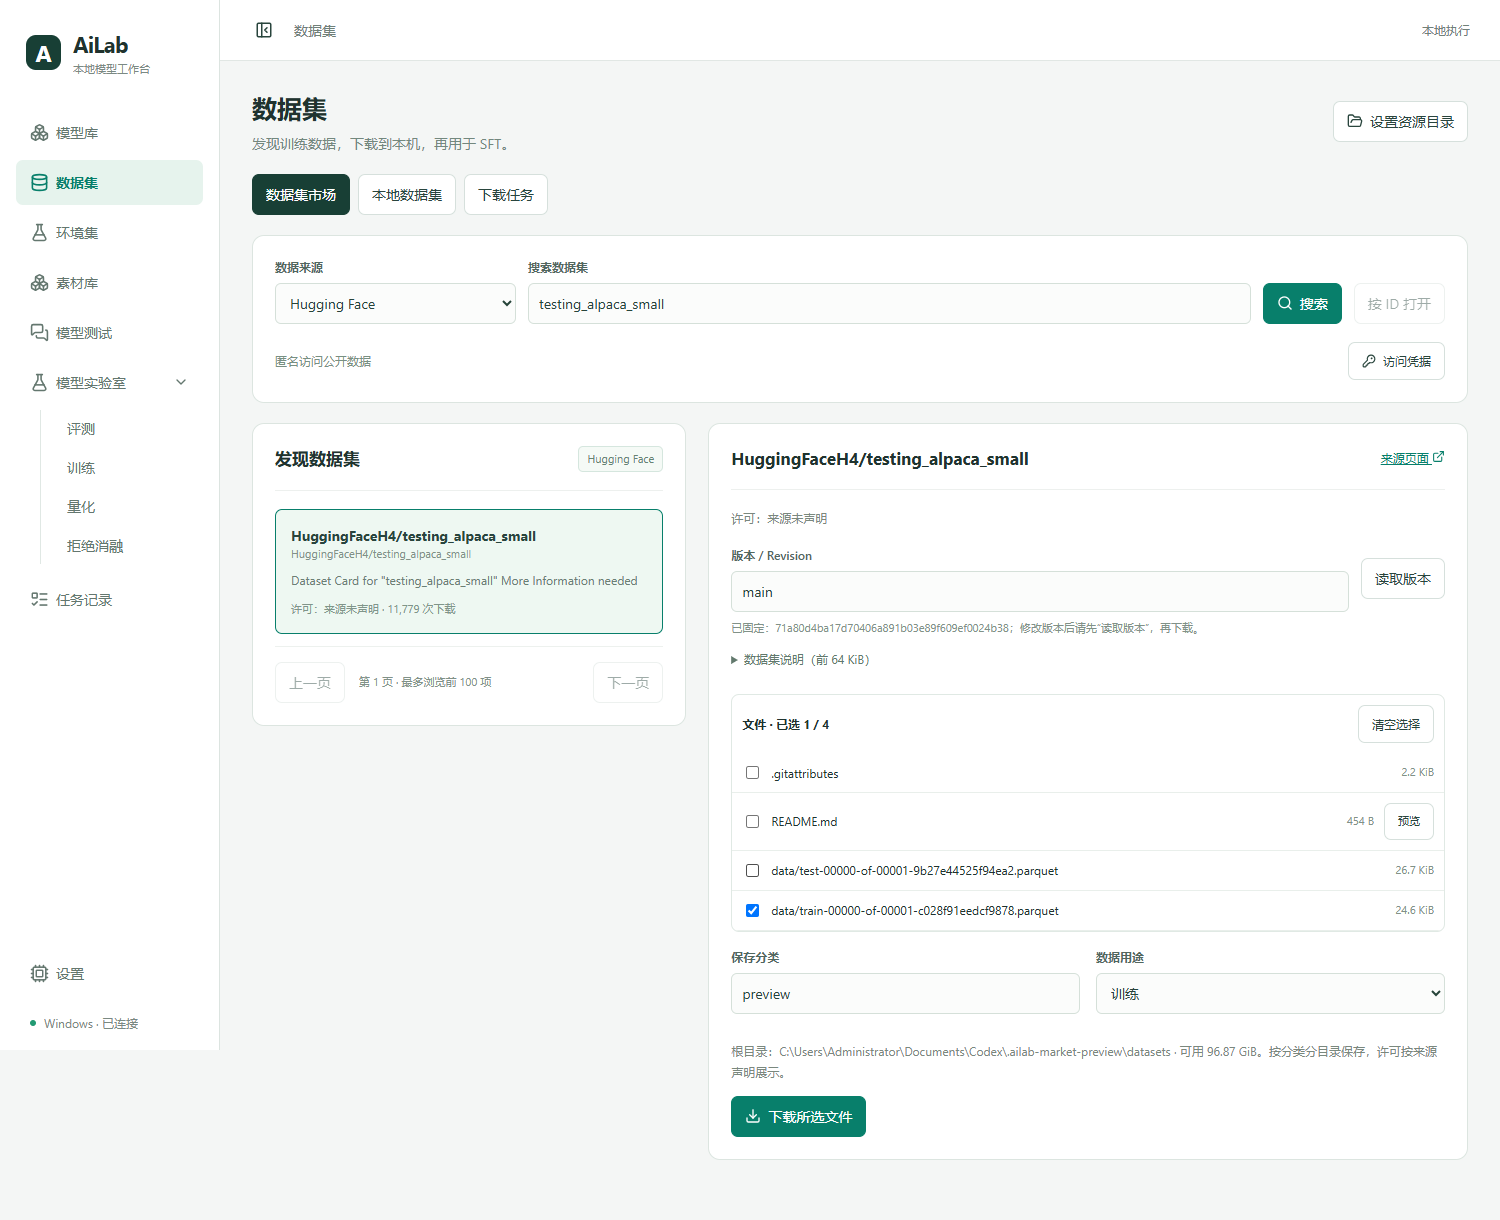 A
AiLab
本地模型工作台
模型库
数据集
环境集
素材库
模型测试
模型实验室
评测
训练
量化
拒绝消融
任务记录
设置
Windows · 已连接
数据集
本地执行
数据集
发现训练数据，下载到本机，再用于 SFT。
设置资源目录
数据集市场
本地数据集
下载任务
数据来源
搜索数据集
Hugging Face
testing_alpaca_small
搜索
按 ID 打开
匿名访问公开数据
访问凭据
发现数据集
Hugging Face
HuggingFaceH4/testing_alpaca_small
HuggingFaceH4/testing_alpaca_small
Dataset Card for "testing_alpaca_small" More Information needed
许可：来源未声明 · 11,779 次下载
上一页
第 1 页 · 最多浏览前 100 项
下一页
HuggingFaceH4/testing_alpaca_small
来源页面
许可：来源未声明
版本 / Revision
main
读取版本
已固定：71a80d4ba17d70406a891b03e89f609ef0024b38；修改版本后请先“读取版本”，再下载。
数据集说明（前 64 KiB）
文件 · 已选 1 / 4
清空选择
.gitattributes
2.2 KiB
README.md
454 B
预览
data/test-00000-of-00001-9b27e44525f94ea2.parquet
26.7 KiB
data/train-00000-of-00001-c028f91eedcf9878.parquet
24.6 KiB
保存分类
数据用途
preview
训练
根目录：C:\Users\Administrator\Documents\Codex\.ailab-market-preview\datasets · 可用 96.87 GiB。按分类分目录保存，许可按来源
声明展示。
下载所选文件